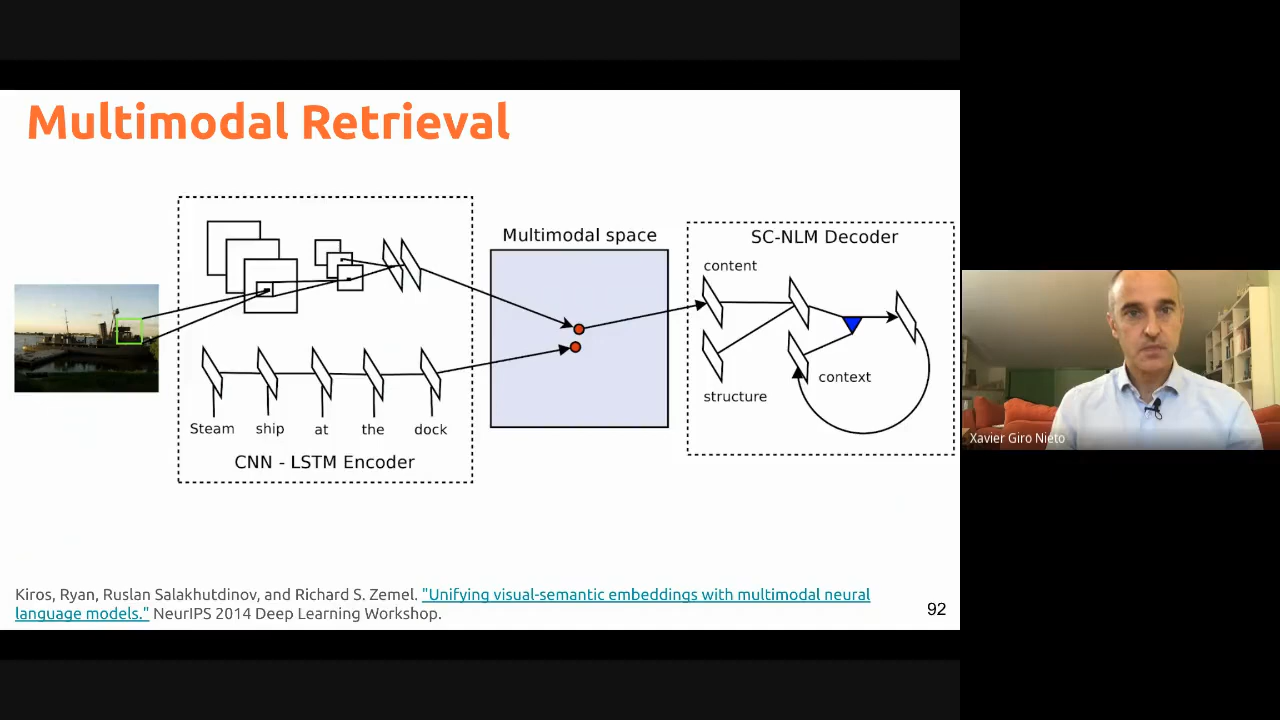 Multimodal Retrieval
Multimodal space
SC-NLM Decoder
content
structure
context
Steam ship at the dock
CNN - LSTM Encoder
Xavier Giro Nieto
Kiros, Ryan, Ruslan Salakhutdinov, and Richard S. Zemel. "Unifying visual-semantic embeddings with multimodal neural
language models." NeurIPS 2014 Deep Learning Workshop.
92